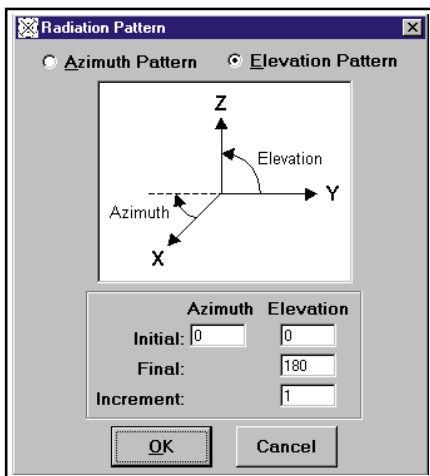 Radiation Pattern
Azimuth Pattern Elevation Pattern
Z
Elevation
Y
Azimuth
X
Azimuth Elevation
Initial: 0 0
Final: 180
Increment: 1
OK Cancel